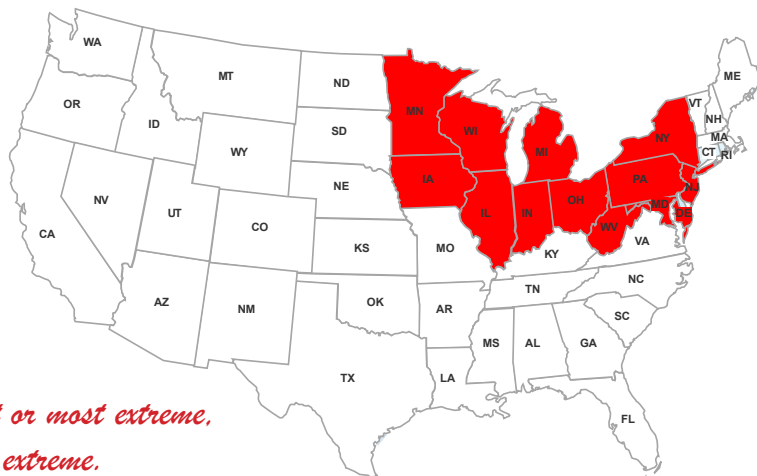 WA
MT
ND
MN
ME
OR
ID
SD
WI
VT
NH
NY
MA
WY
MI
CT
RI
NE
IA
PA
NJ
NV
UT
IL
IN
OH
MD
DE
CA
CO
WV
KS
MO
KY
VA
AZ
NM
OK
AR
TN
NC
SC
MS
AL
GA
TX
LA
or most extreme,
FL
extreme.